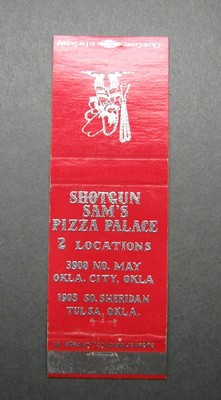 SHOTGUN
SAM'S
PIZZA PALACE
2 LOCATIONS
3900 NO. MAY
OKLA. CITY, OKLA
1903 SO. SHERIDAN
TULSA, OKLA.